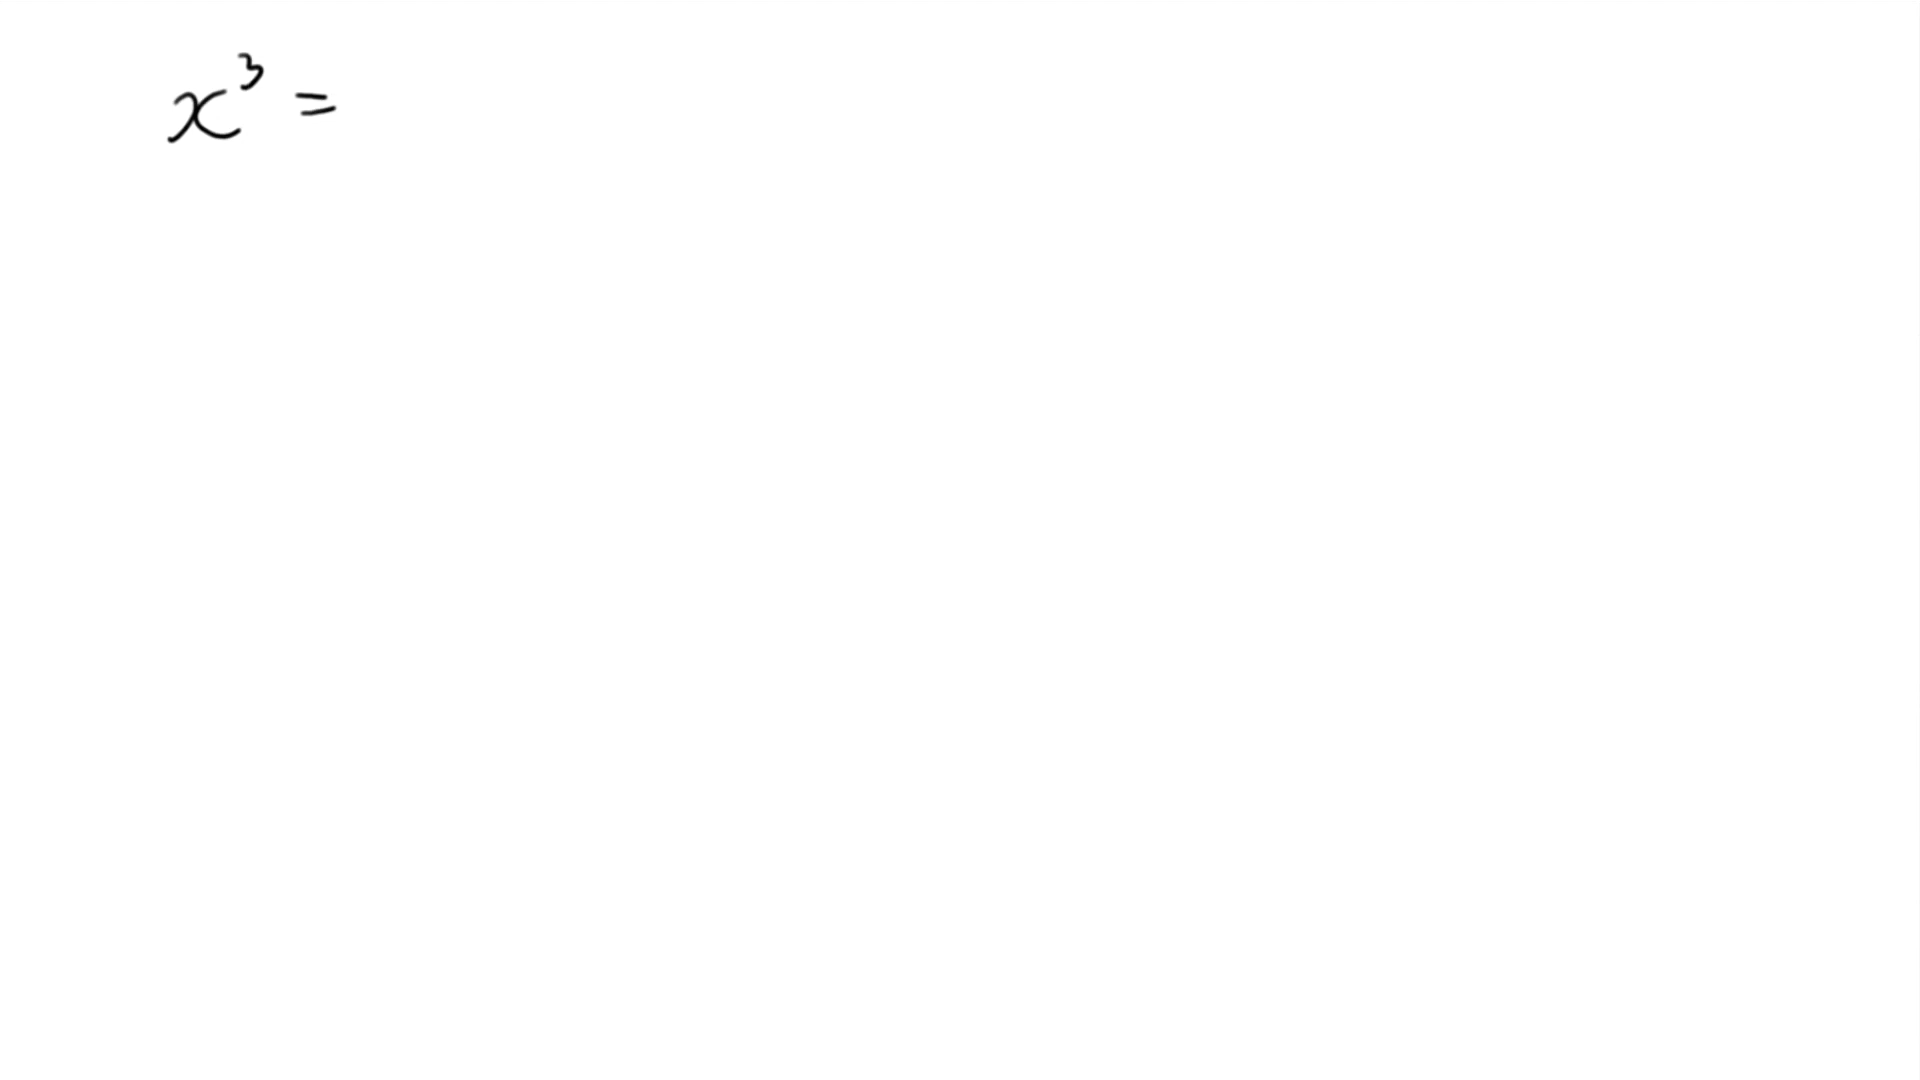 x³ =